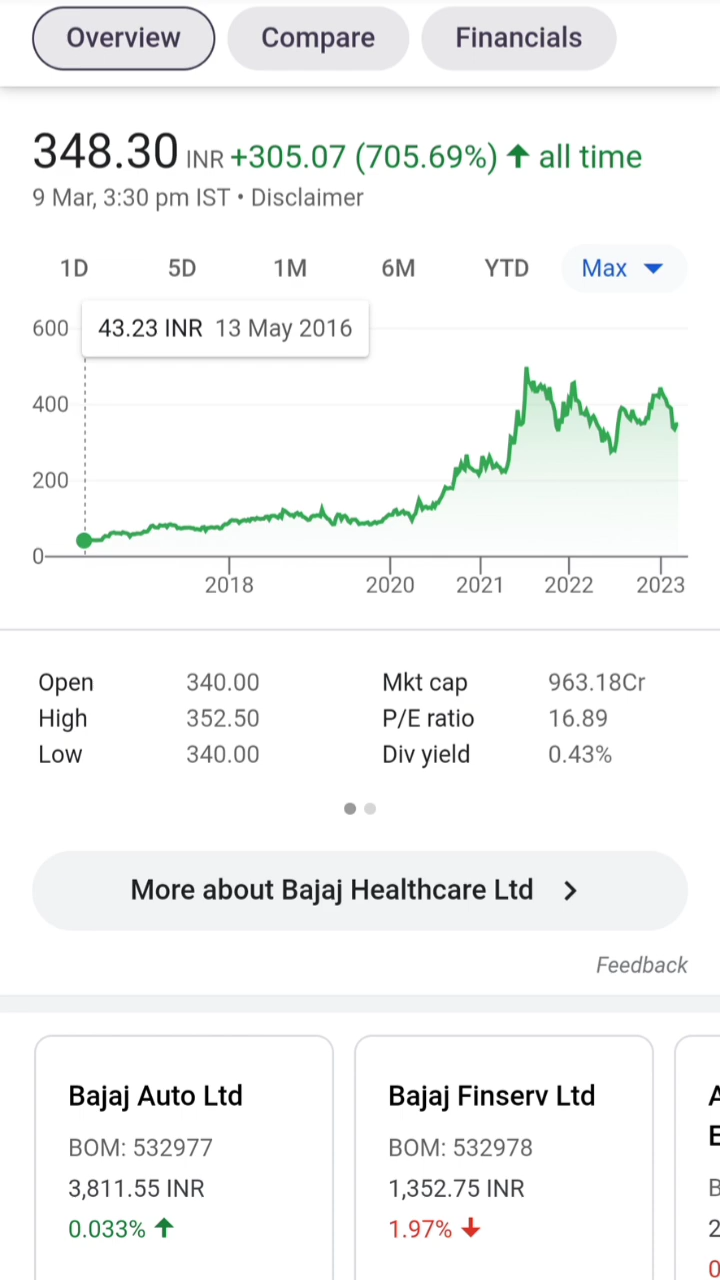 Overview Compare Financials
348.30 INR +305.07 (705.69%) ↑ all time
9 Mar, 3:30 pm IST • Disclaimer
1D 5D 1M 6M YTD Max
600 43.23 INR 13 May 2016
400
200
0
2018 2020 2021 2022 2023
Open 340.00 Mkt cap 963.18Cr
High 352.50 P/E ratio 16.89
Low 340.00 Div yield 0.43%
More about Bajaj Healthcare Ltd >
Feedback
Bajaj Auto Ltd
BOM: 532977
3,811.55 INR
0.033% ↑
Bajaj Finserv Ltd
BOM: 532978
1,352.75 INR
1.97% ↓